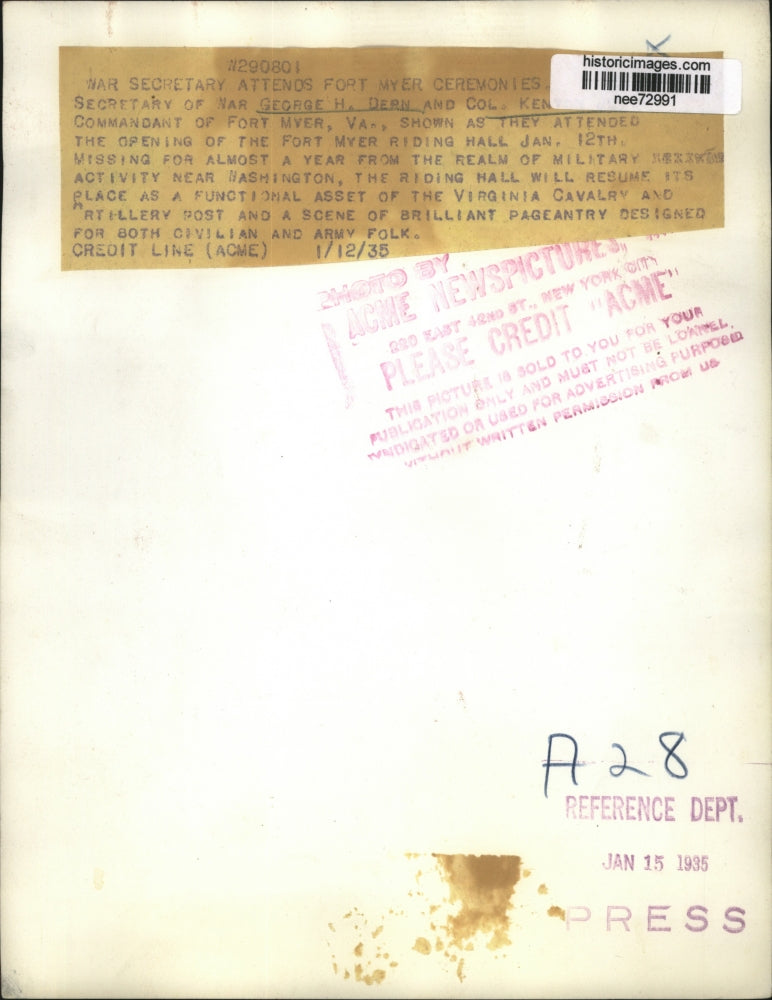 historicimages.com
nee72991
W290801
WAR SECRETARY ATTENDS FORT MYER CEREMONIES.
SECRETARY OF WAR GEORGE H. DERN AND COL. KEN
COMMANDANT OF FORT MYER, VA., SHOWN AS THEY ATTENDED
THE OPENING OF THE FORT MYER RIDING HALL JAN. 12TH.
MISSING FOR ALMOST A YEAR FROM THE REALM OF MILITARY
ACTIVITY NEAR WASHINGTON, THE RIDING HALL WILL RESUME ITS
PLACE AS A FUNCTIONAL ASSET OF THE VIRGINIA CAVALRY AND
ARTILLERY POST AND A SCENE OF BRILLIANT PAGEANTRY DESIGNED
FOR BOTH CIVILIAN AND ARMY FOLK.
CREDIT LINE (ACME) 1/12/35
PHOTO BY
ACME NEWSPICTURES,
220 EAST 42ND ST., NEW YORK CITY
PLEASE CREDIT "ACME"
THIS PICTURE IS SOLD TO YOU FOR YOUR
PUBLICATION ONLY AND MUST NOT BE LOANED,
SYNDICATED OR USED FOR ADVERTISING PURPOSES
WITHOUT WRITTEN PERMISSION FROM US
A28
REFERENCE DEPT.
JAN 15 1935
PRESS